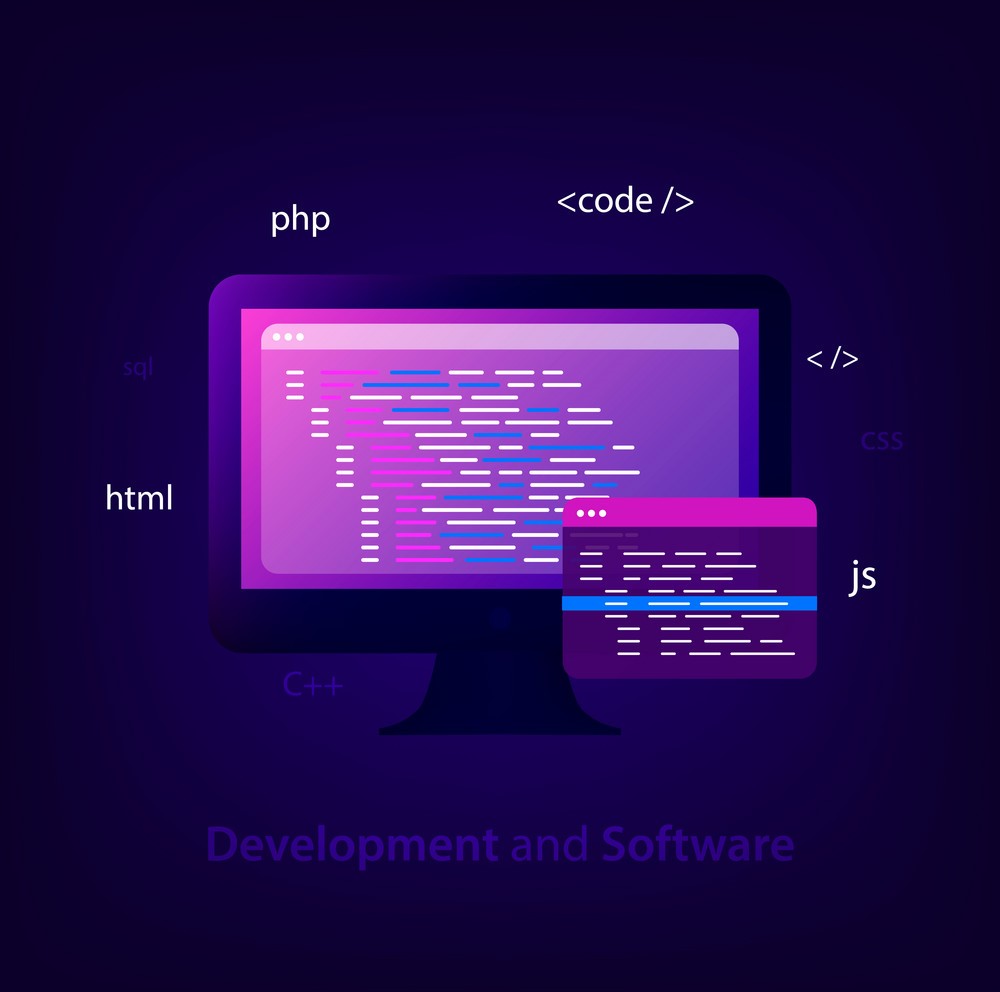 <code />
php
</>
sql
css
html
js
C++
Development and Software